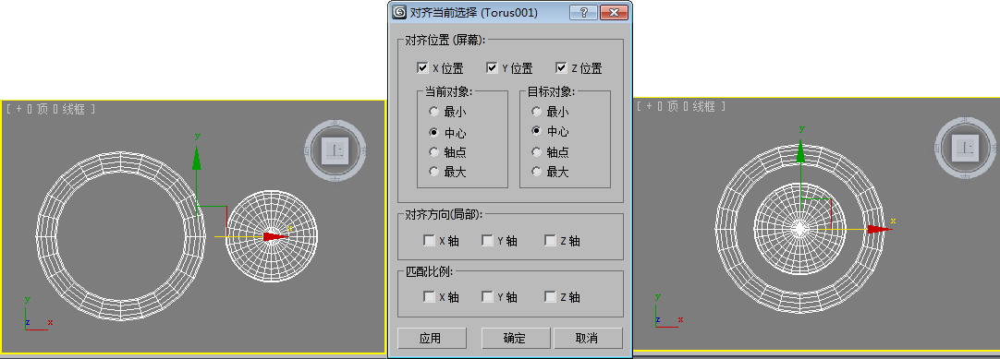 对齐当前选择 (Torus001)
对齐位置 (屏幕):
X 位置 Y 位置 Z 位置
当前对象: 目标对象:
最小 最小
中心 中心
轴点 轴点
最大 最大
对齐方向(局部):
X 轴 Y 轴 Z 轴
匹配比例:
X 轴 Y 轴 Z 轴
应用 确定 取消
[ + ▯ 顶 ▯ 线框 ]
上
y
x
y
z x
[ + ▯ 顶 ▯ 线框 ]
上
y
x
y
z x